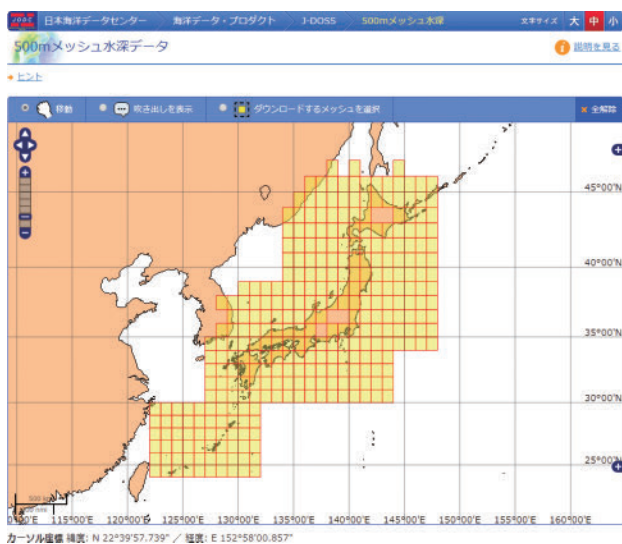 JODC 日本海洋データセンター 海洋データ・プロダクト J-DOSS 500mメッシュ水深 文字サイズ 大 中 小
500mメッシュ水深データ i 説明を見る
ヒント
移動 吹き出しを表示 ダウンロードするメッシュを選択 × 全解除
45°00'N
40°00'N
35°00'N
30°00'N
25°00'N
500 km
115°00'E 120°00'E 125°00'E 130°00'E 135°00'E 140°00'E 145°00'E 150°00'E 155°00'E 160°00'E
カーソル座標 緯度: N 22°39'57.739" ／ 経度: E 152°58'00.857"